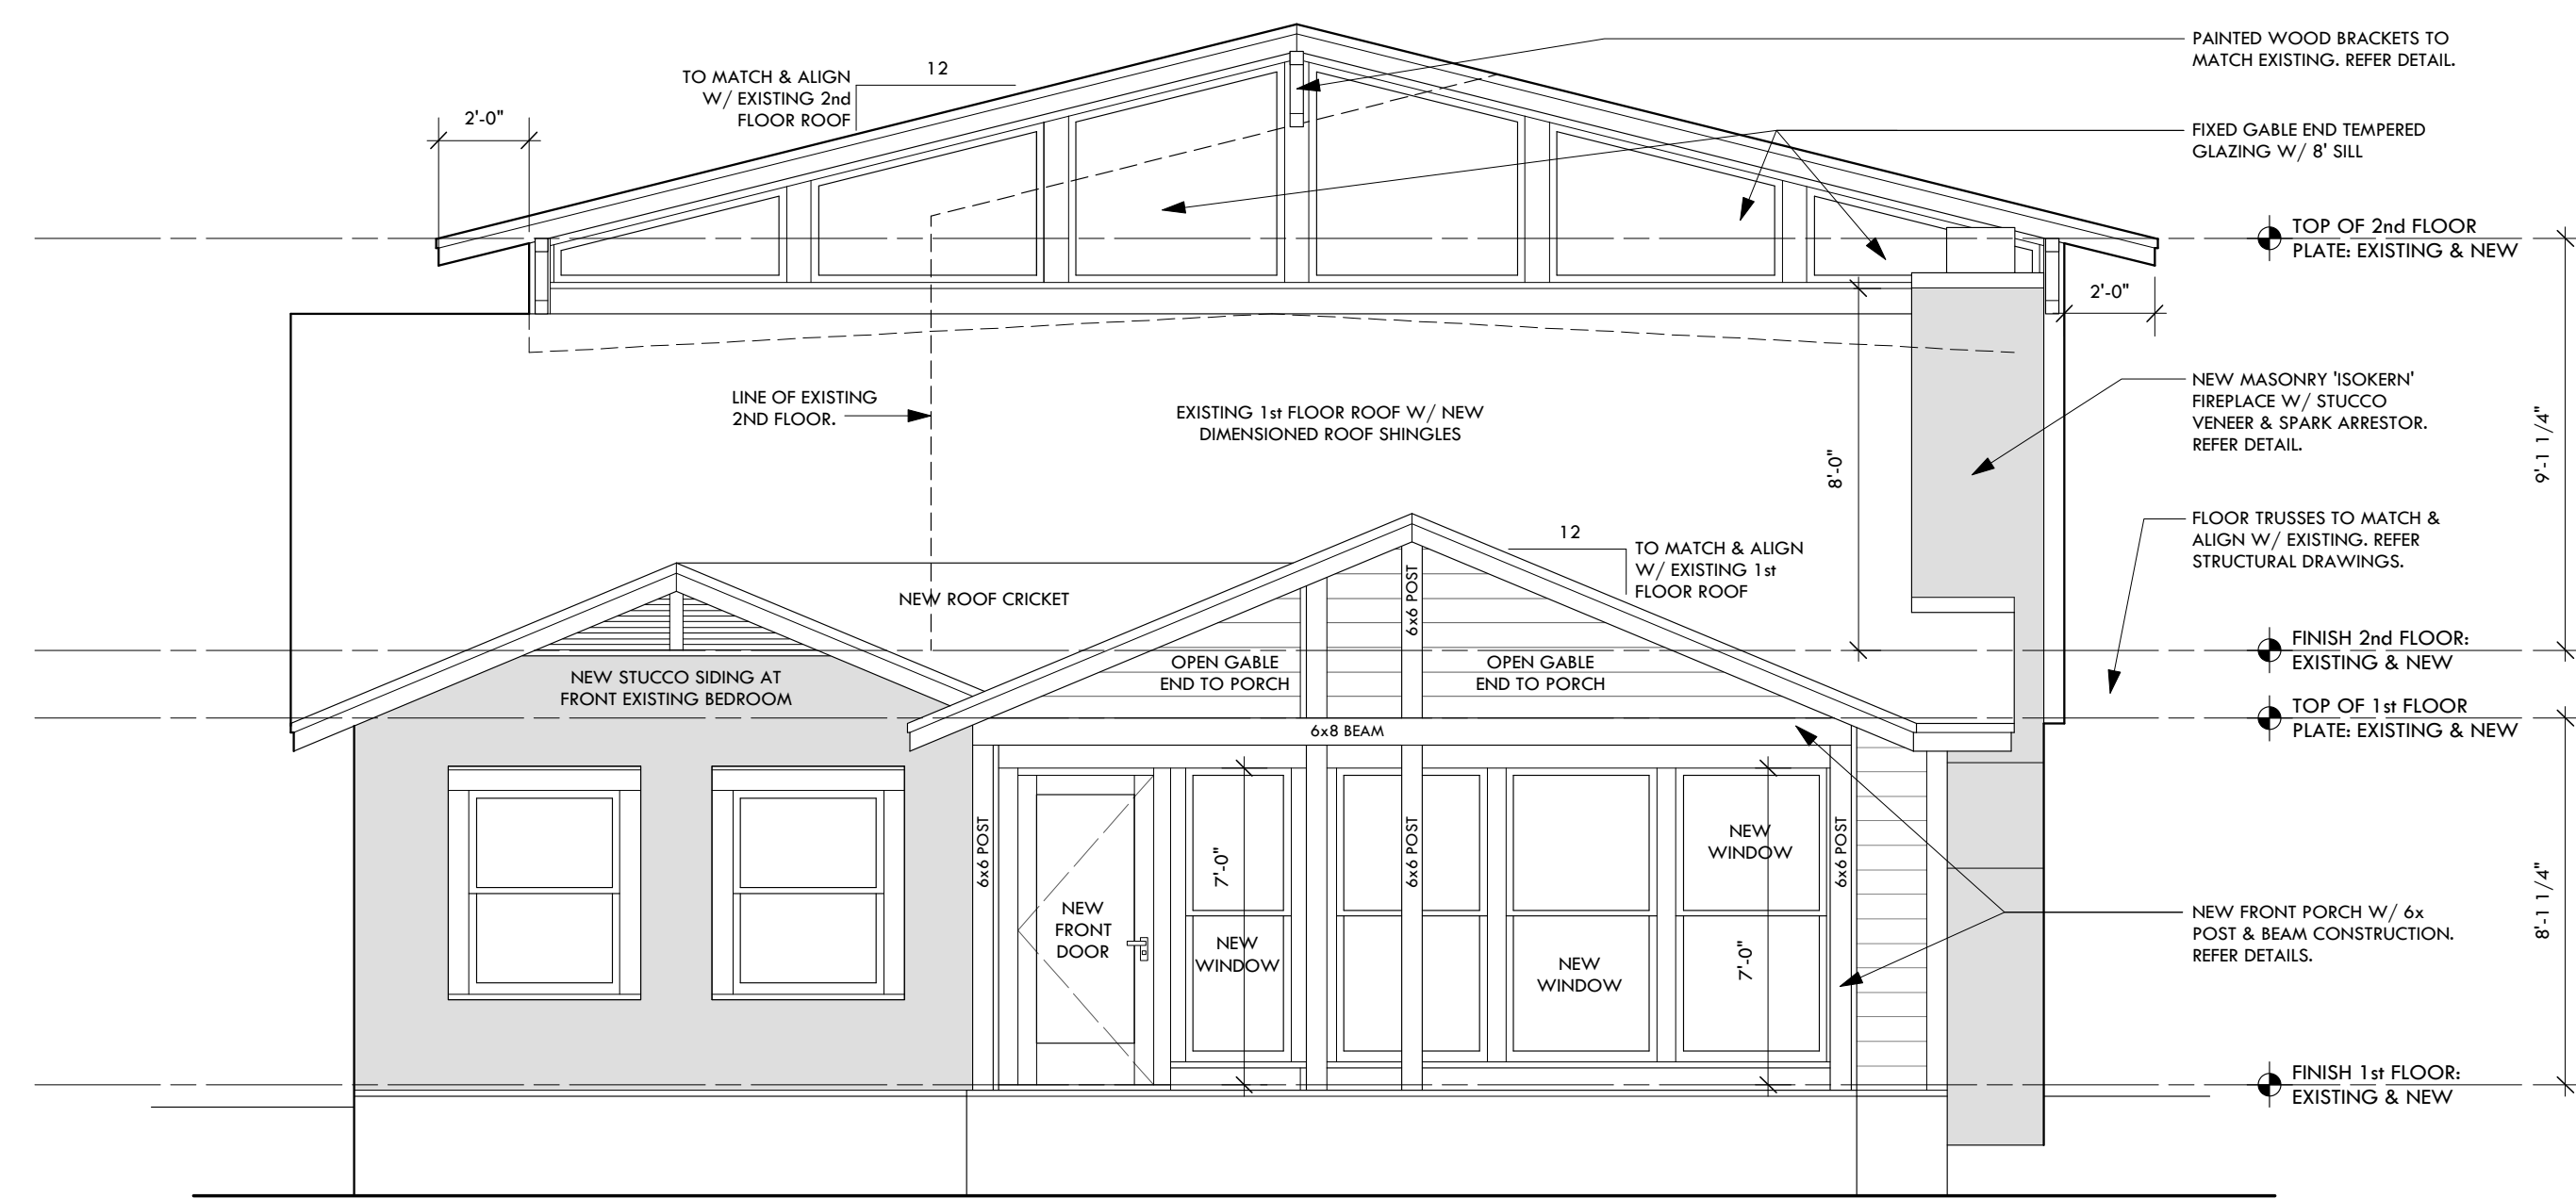 PAINTED WOOD BRACKETS TO
MATCH EXISTING. REFER DETAIL.
12
TO MATCH & ALIGN
W/ EXISTING 2nd
FLOOR ROOF
2'-0"
FIXED GABLE END TEMPERED
GLAZING W/ 8' SILL
TOP OF 2nd FLOOR
PLATE: EXISTING & NEW
2'-0"
LINE OF EXISTING
2ND FLOOR.
EXISTING 1st FLOOR ROOF W/ NEW
DIMENSIONED ROOF SHINGLES
8'-0"
NEW MASONRY 'ISOKERN'
FIREPLACE W/ STUCCO
VENEER & SPARK ARRESTOR.
REFER DETAIL.
9'-1 1/4"
FLOOR TRUSSES TO MATCH &
ALIGN W/ EXISTING. REFER
STRUCTURAL DRAWINGS.
12
TO MATCH & ALIGN
W/ EXISTING 1st
FLOOR ROOF
NEW ROOF CRICKET
6x6 POST
FINISH 2nd FLOOR:
EXISTING & NEW
NEW STUCCO SIDING AT
FRONT EXISTING BEDROOM
OPEN GABLE
END TO PORCH
OPEN GABLE
END TO PORCH
TOP OF 1st FLOOR
PLATE: EXISTING & NEW
6x8 BEAM
6x6 POST
7'-0"
6x6 POST
NEW
WINDOW
6x6 POST
8'-1 1/4"
NEW
FRONT
DOOR
NEW
WINDOW
NEW
WINDOW
7'-0"
NEW FRONT PORCH W/ 6x
POST & BEAM CONSTRUCTION.
REFER DETAILS.
FINISH 1st FLOOR:
EXISTING & NEW